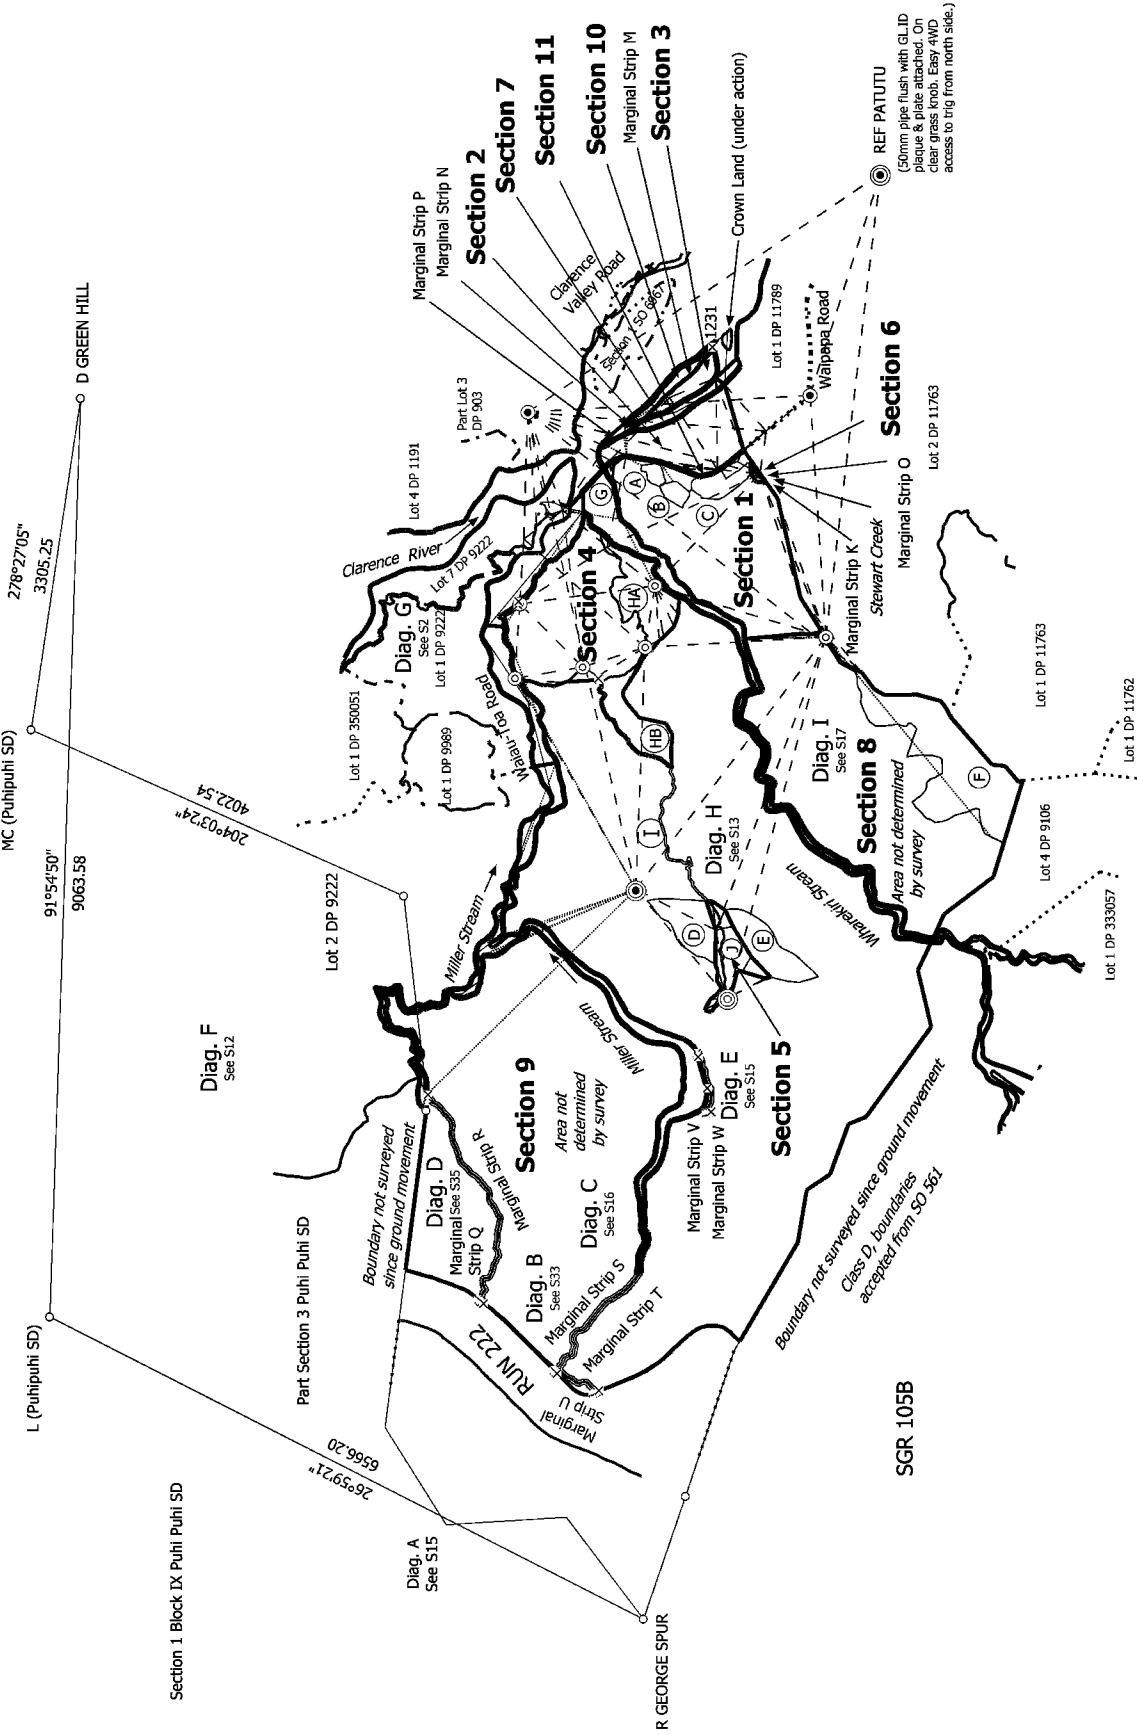 L (Puhipuhi SD)
MC (Puhipuhi SD)
D GREEN HILL
91°54'50"
9063.58
278°27'05"
3305.25
204°03'24"
4022.54
26°59'21"
6566.20
Section 1 Block IX Puhi Puhi SD
Part Section 3 Puhi Puhi SD
Diag. F
See S12
Lot 2 DP 9222
Lot 1 DP 350051
Lot 1 DP 9989
Diag. G
See S2
Lot 1 DP 9222
Clarence River
Lot 7 DP 9222
Lot 4 DP 1191
Part Lot 3
DP 903
Marginal Strip P
Marginal Strip N
Section 2
Section 7
Section 11
Section 10
Marginal Strip M
Section 3
Clarence
Valley Road
Section 1 SO 6967
1231
Crown Land (under action)
REF PATUTU
(50mm pipe flush with GL.ID
plaque & plate attached. On
clear grass knob. Easy 4WD
access to trig from north side.)
Lot 1 DP 11789
Waipapa Road
Section 6
Lot 2 DP 11763
Marginal Strip O
Stewart Creek
Marginal Strip K
Section 1
Section 4
G
A
B
C
HA
HB
I
Waiau-Toa Road
Miller Stream
Diag. H
See S13
Diag. I
See S17
Section 8
Area not determined
by survey
F
Lot 1 DP 11763
Lot 1 DP 11762
Lot 4 DP 9106
Lot 1 DP 333057
Wharekiri Stream
D
J
E
Section 5
Diag. E
See S15
Miller Stream
Section 9
Area not
determined
by survey
Marginal Strip V
Marginal Strip W
Diag. C
See S16
Diag. D
See S35
Marginal
Strip Q
Marginal Strip R
Boundary not surveyed
since ground movement
Diag. B
See S33
Marginal Strip S
Marginal Strip T
RUN 222
Marginal
Strip U
Boundary not surveyed since ground movement
Class D, boundaries
accepted from SO 561
SGR 105B
Diag. A
See S15
R GEORGE SPUR